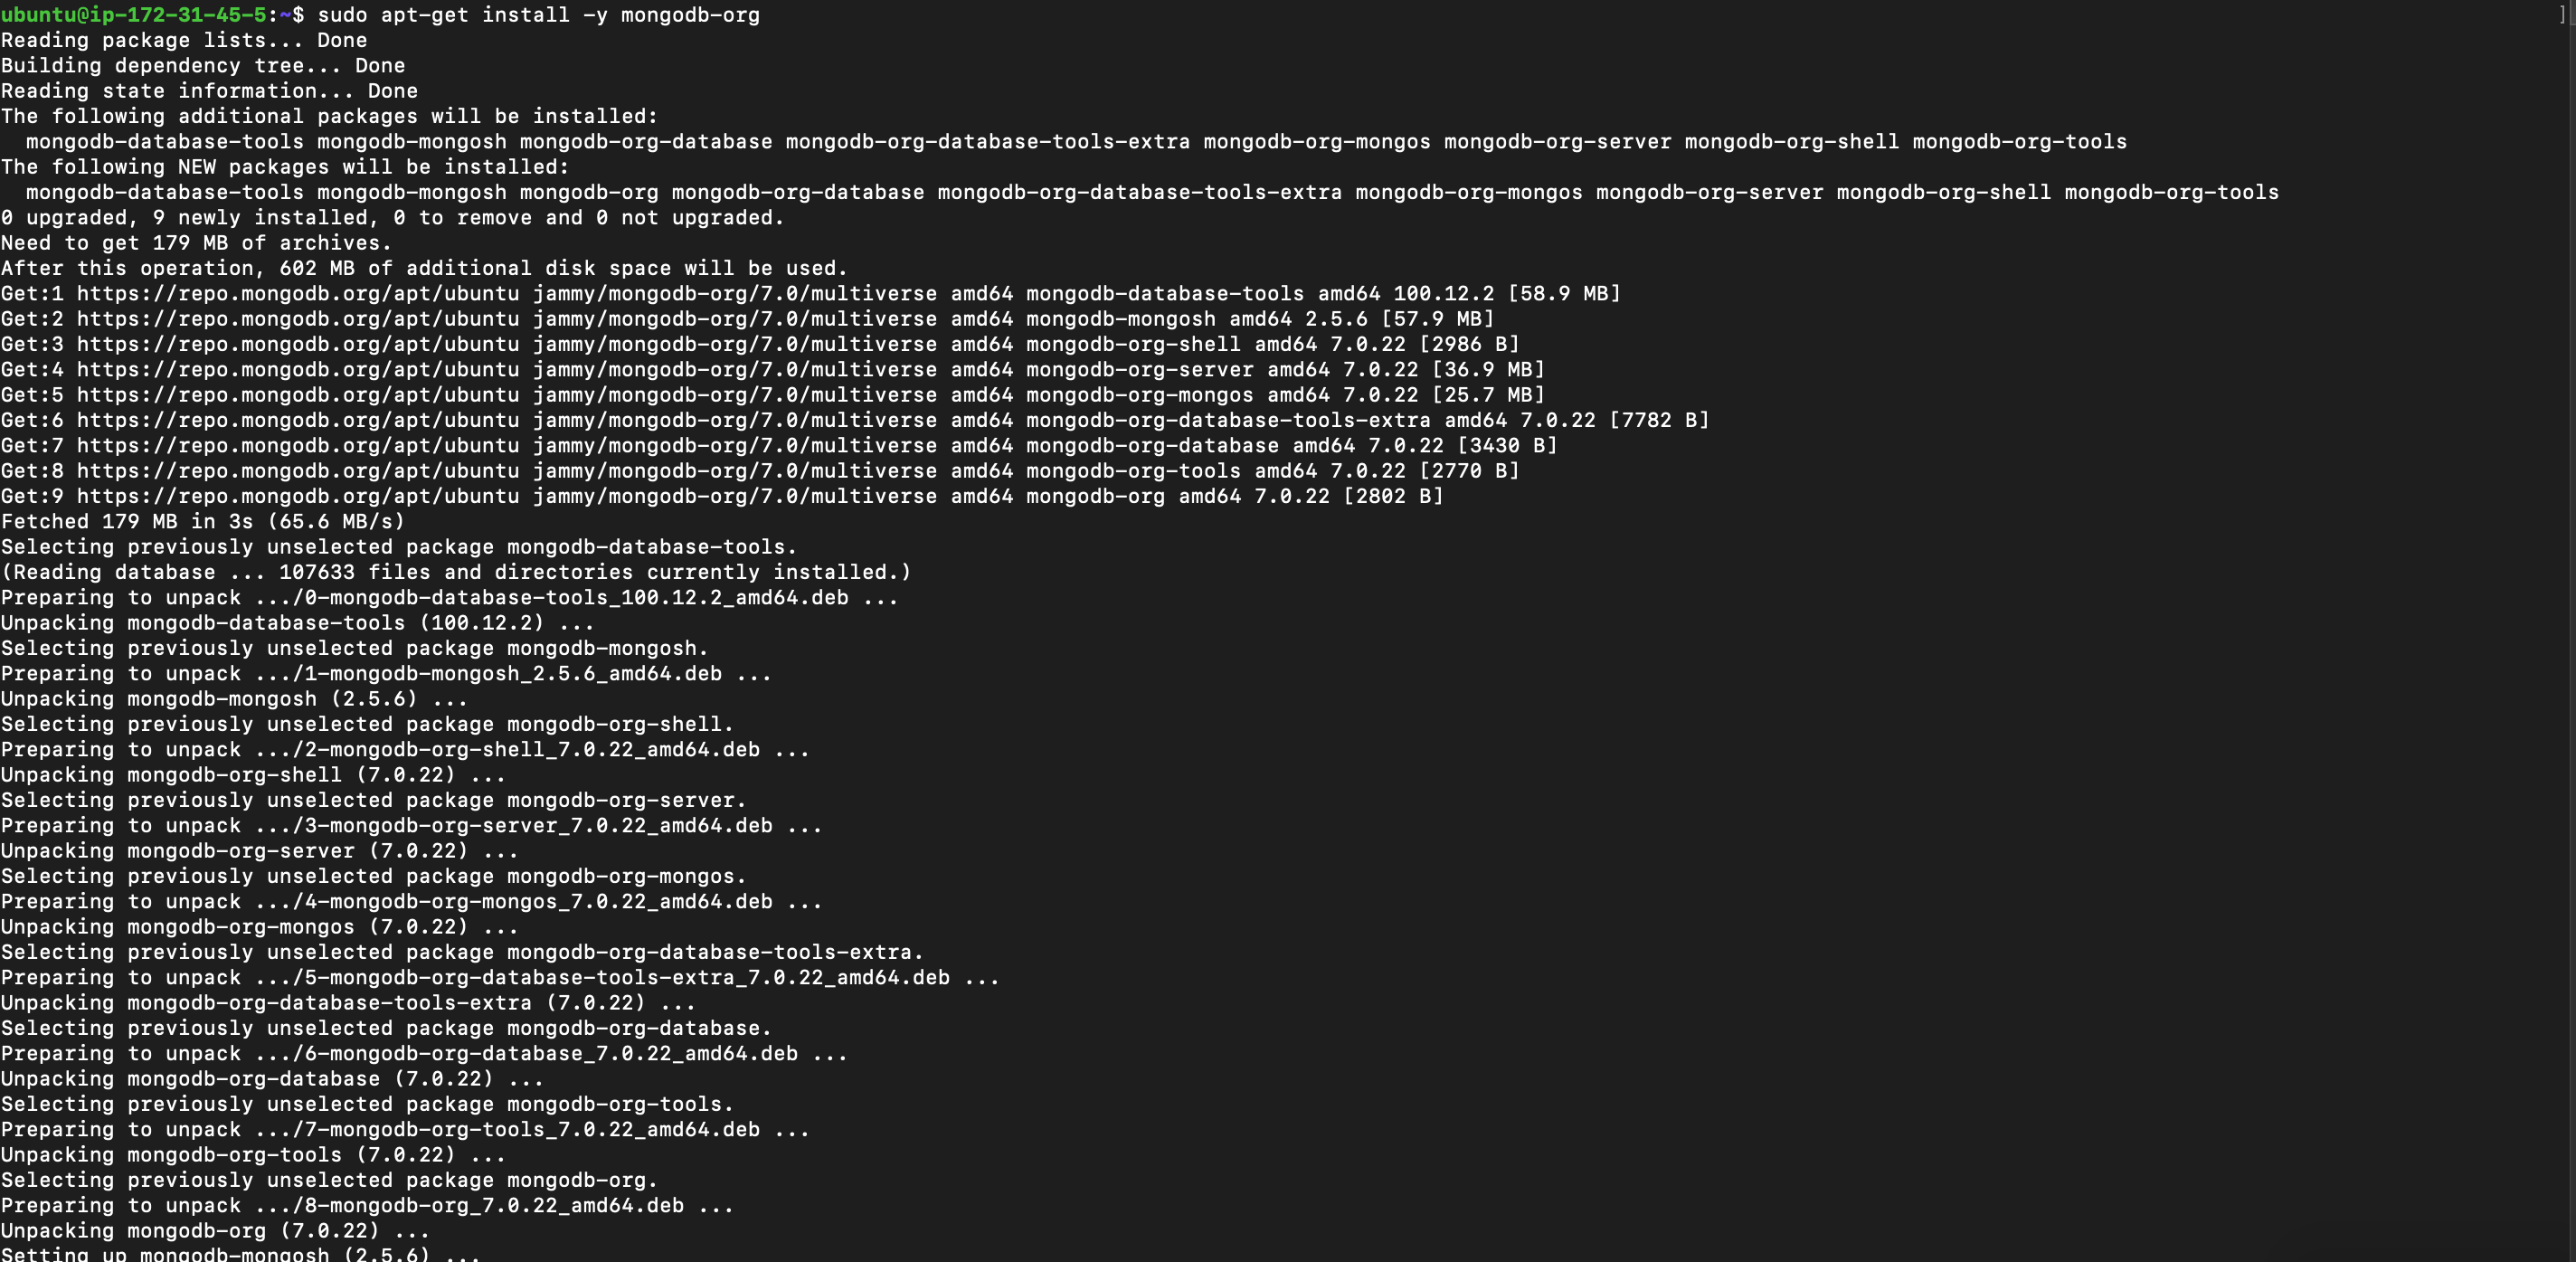 ubuntu@ip-172-31-45-5:~$ sudo apt-get install -y mongodb-org ]
Reading package lists... Done
Building dependency tree... Done
Reading state information... Done
The following additional packages will be installed:
  mongodb-database-tools mongodb-mongosh mongodb-org-database mongodb-org-database-tools-extra mongodb-org-mongos mongodb-org-server mongodb-org-shell mongodb-org-tools
The following NEW packages will be installed:
  mongodb-database-tools mongodb-mongosh mongodb-org mongodb-org-database mongodb-org-database-tools-extra mongodb-org-mongos mongodb-org-server mongodb-org-shell mongodb-org-tools
0 upgraded, 9 newly installed, 0 to remove and 0 not upgraded.
Need to get 179 MB of archives.
After this operation, 602 MB of additional disk space will be used.
Get:1 https://repo.mongodb.org/apt/ubuntu jammy/mongodb-org/7.0/multiverse amd64 mongodb-database-tools amd64 100.12.2 [58.9 MB]
Get:2 https://repo.mongodb.org/apt/ubuntu jammy/mongodb-org/7.0/multiverse amd64 mongodb-mongosh amd64 2.5.6 [57.9 MB]
Get:3 https://repo.mongodb.org/apt/ubuntu jammy/mongodb-org/7.0/multiverse amd64 mongodb-org-shell amd64 7.0.22 [2986 B]
Get:4 https://repo.mongodb.org/apt/ubuntu jammy/mongodb-org/7.0/multiverse amd64 mongodb-org-server amd64 7.0.22 [36.9 MB]
Get:5 https://repo.mongodb.org/apt/ubuntu jammy/mongodb-org/7.0/multiverse amd64 mongodb-org-mongos amd64 7.0.22 [25.7 MB]
Get:6 https://repo.mongodb.org/apt/ubuntu jammy/mongodb-org/7.0/multiverse amd64 mongodb-org-database-tools-extra amd64 7.0.22 [7782 B]
Get:7 https://repo.mongodb.org/apt/ubuntu jammy/mongodb-org/7.0/multiverse amd64 mongodb-org-database amd64 7.0.22 [3430 B]
Get:8 https://repo.mongodb.org/apt/ubuntu jammy/mongodb-org/7.0/multiverse amd64 mongodb-org-tools amd64 7.0.22 [2770 B]
Get:9 https://repo.mongodb.org/apt/ubuntu jammy/mongodb-org/7.0/multiverse amd64 mongodb-org amd64 7.0.22 [2802 B]
Fetched 179 MB in 3s (65.6 MB/s)
Selecting previously unselected package mongodb-database-tools.
(Reading database ... 107633 files and directories currently installed.)
Preparing to unpack .../0-mongodb-database-tools_100.12.2_amd64.deb ...
Unpacking mongodb-database-tools (100.12.2) ...
Selecting previously unselected package mongodb-mongosh.
Preparing to unpack .../1-mongodb-mongosh_2.5.6_amd64.deb ...
Unpacking mongodb-mongosh (2.5.6) ...
Selecting previously unselected package mongodb-org-shell.
Preparing to unpack .../2-mongodb-org-shell_7.0.22_amd64.deb ...
Unpacking mongodb-org-shell (7.0.22) ...
Selecting previously unselected package mongodb-org-server.
Preparing to unpack .../3-mongodb-org-server_7.0.22_amd64.deb ...
Unpacking mongodb-org-server (7.0.22) ...
Selecting previously unselected package mongodb-org-mongos.
Preparing to unpack .../4-mongodb-org-mongos_7.0.22_amd64.deb ...
Unpacking mongodb-org-mongos (7.0.22) ...
Selecting previously unselected package mongodb-org-database-tools-extra.
Preparing to unpack .../5-mongodb-org-database-tools-extra_7.0.22_amd64.deb ...
Unpacking mongodb-org-database-tools-extra (7.0.22) ...
Selecting previously unselected package mongodb-org-database.
Preparing to unpack .../6-mongodb-org-database_7.0.22_amd64.deb ...
Unpacking mongodb-org-database (7.0.22) ...
Selecting previously unselected package mongodb-org-tools.
Preparing to unpack .../7-mongodb-org-tools_7.0.22_amd64.deb ...
Unpacking mongodb-org-tools (7.0.22) ...
Selecting previously unselected package mongodb-org.
Preparing to unpack .../8-mongodb-org_7.0.22_amd64.deb ...
Unpacking mongodb-org (7.0.22) ...
Setting up mongodb-mongosh (2.5.6) ...